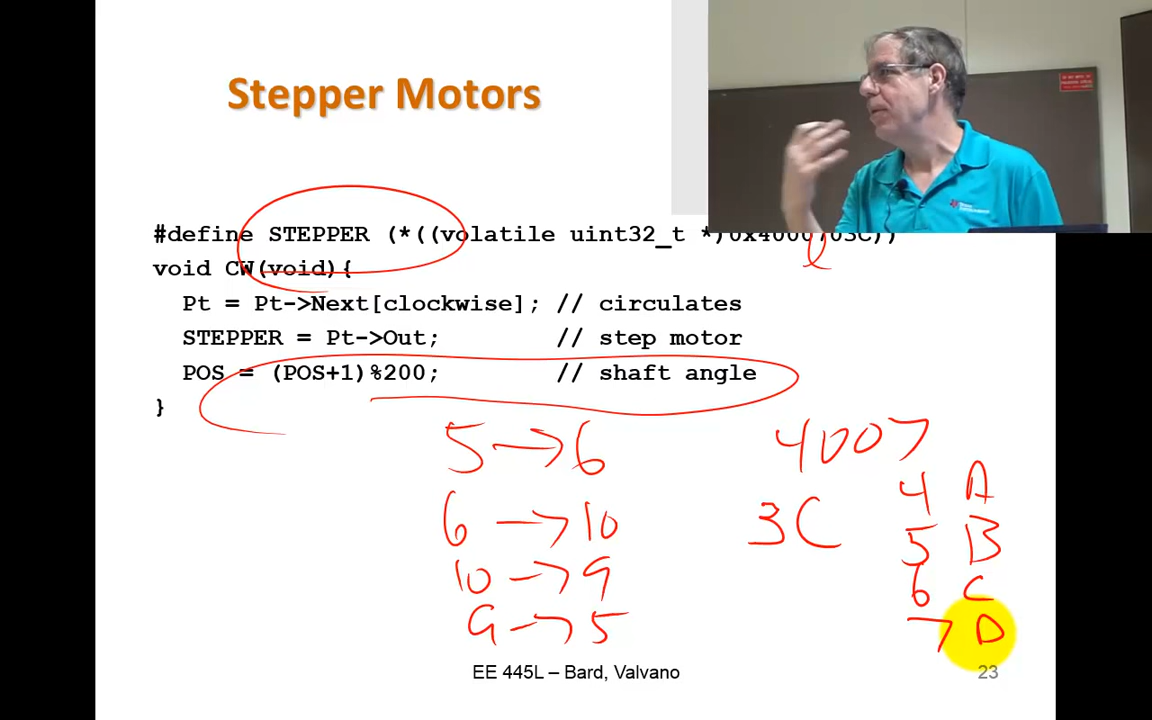 Stepper Motors
#define STEPPER (*((volatile uint32_t *)0x4000703C))
void CW(void){
Pt = Pt->Next[clockwise]; // circulates
STEPPER = Pt->Out; // step motor
POS = (POS+1)%200; // shaft angle
}
5 → 6
4007
4 A
6 → 10
3C
5 B
10 → 9
6 C
9 → 5
7 D
EE 445L – Bard, Valvano
23